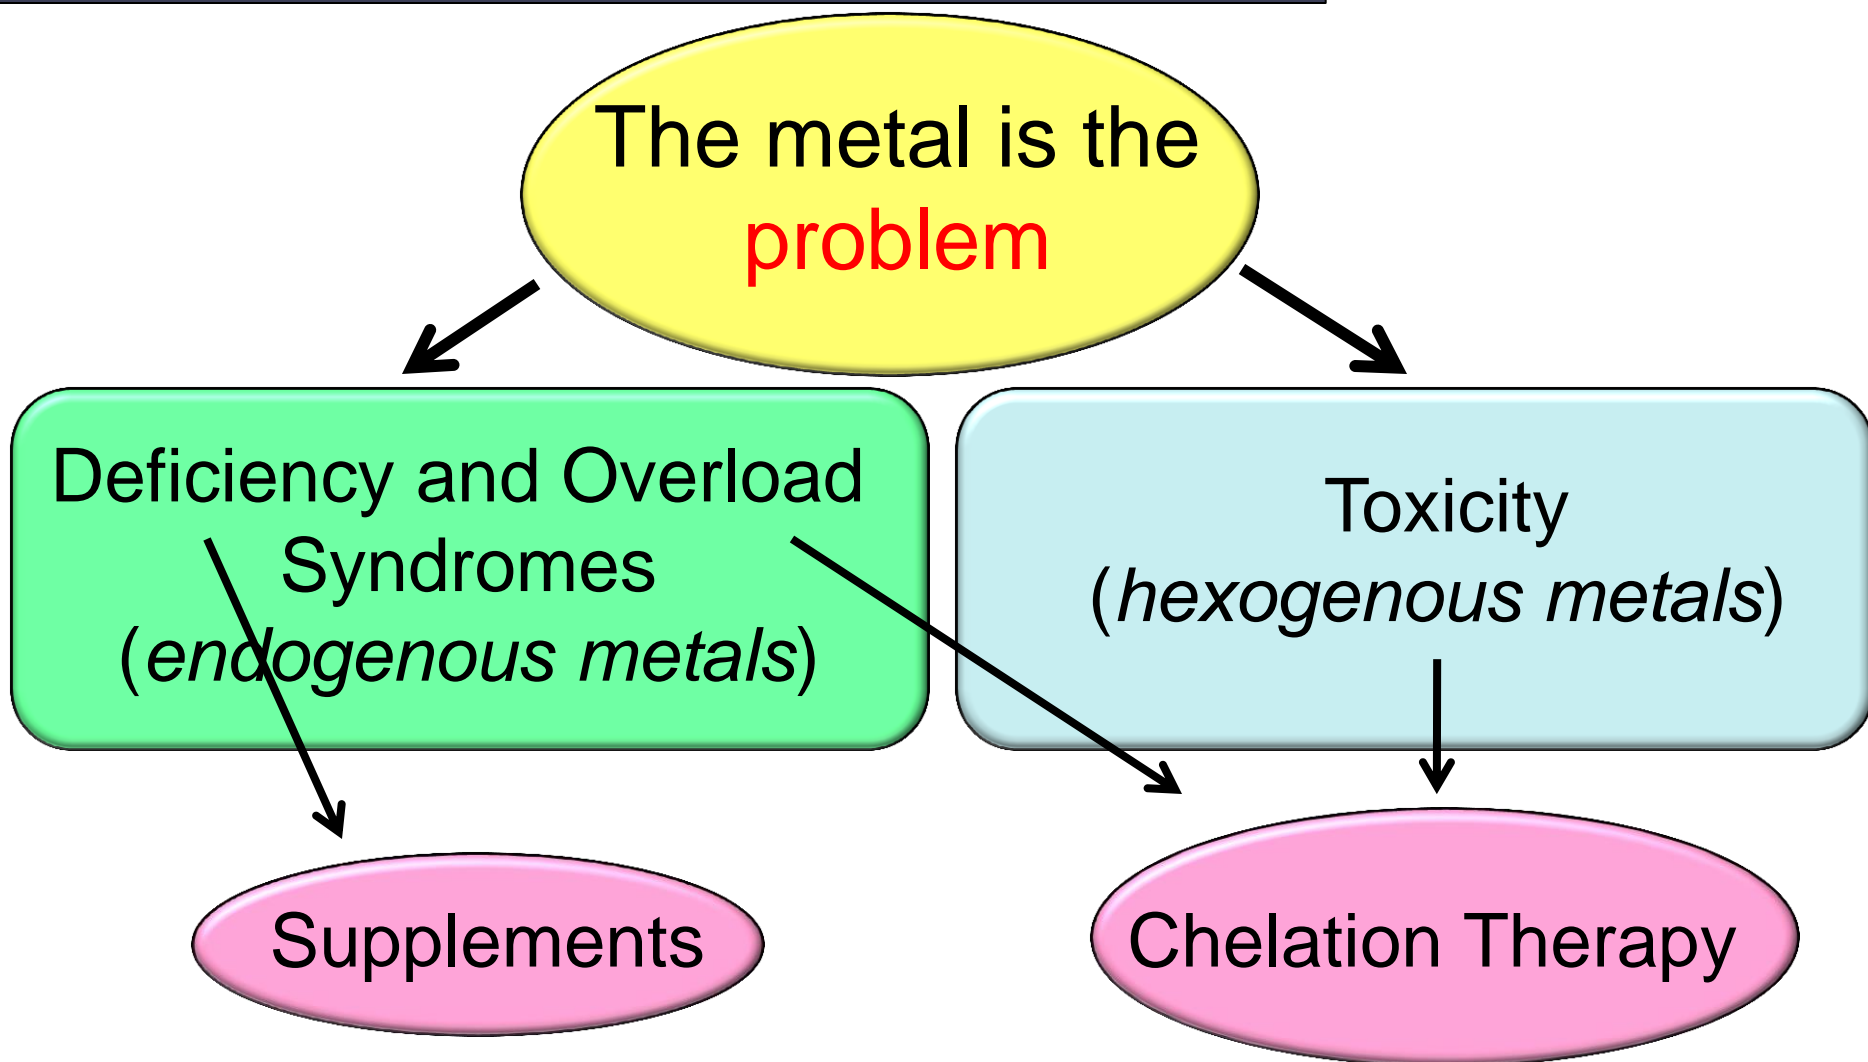 The metal is the
problem
Deficiency and Overload
Syndromes
(endogenous metals)
Toxicity
(hexogenous metals)
Supplements
Chelation Therapy